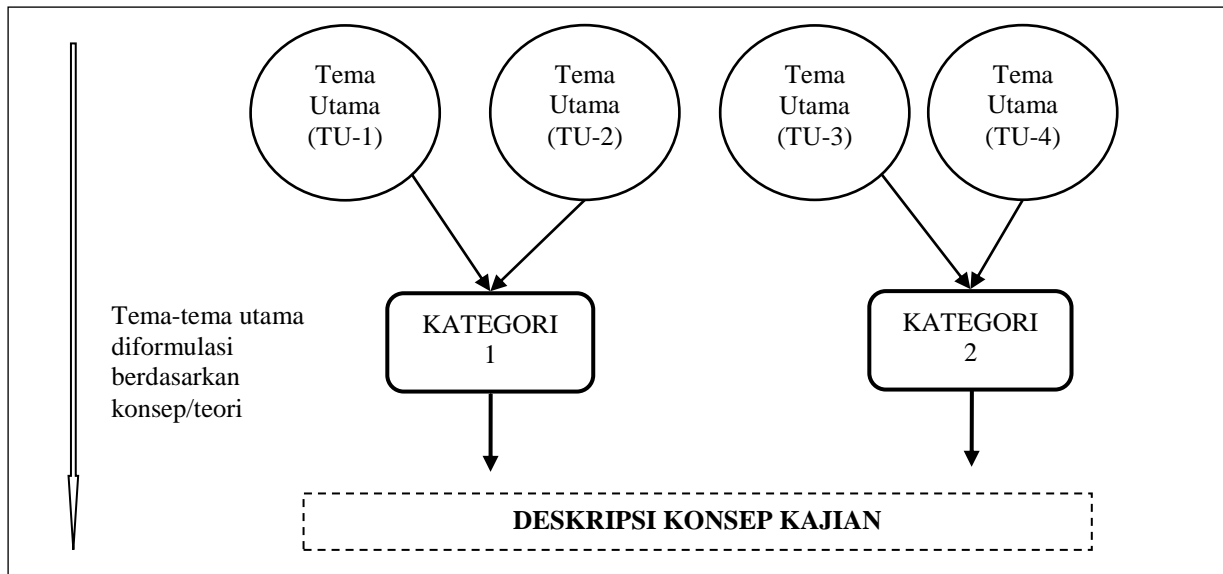 Tema
Utama
(TU-1)
Tema
Utama
(TU-2)
Tema
Utama
(TU-3)
Tema
Utama
(TU-4)
Tema-tema utama
diformulasi
berdasarkan
konsep/teori
KATEGORI
1
KATEGORI
2
DESKRIPSI KONSEP KAJIAN